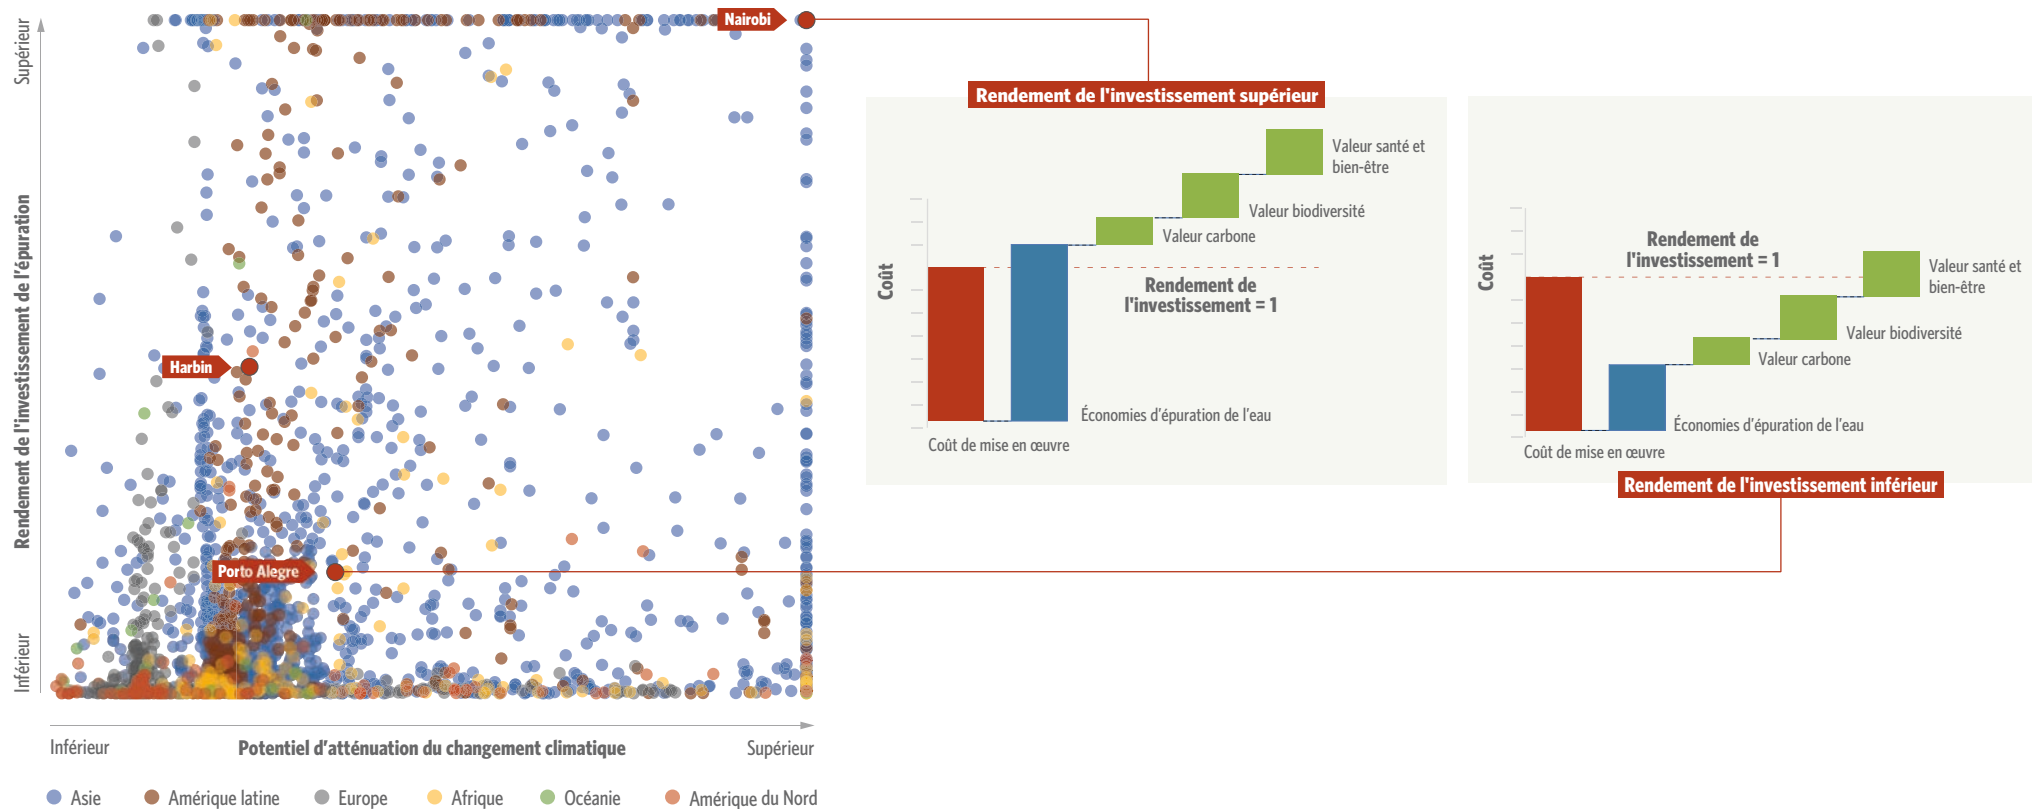 Supérieur
Rendement de l'investissement de l'épuration
Inférieur
Nairobi
Harbin
Porto Alegre
Inférieur
Potentiel d'atténuation du changement climatique
Supérieur
Asie
Amérique latine
Europe
Afrique
Océanie
Amérique du Nord
Rendement de l'investissement supérieur
Valeur santé et
bien-être
Valeur biodiversité
Valeur carbone
Coût
Rendement de
l'investissement = 1
Économies d'épuration de l'eau
Coût de mise en œuvre
Rendement de
l'investissement = 1
Coût
Valeur santé et
bien-être
Valeur biodiversité
Valeur carbone
Économies d'épuration de l'eau
Coût de mise en œuvre
Rendement de l'investissement inférieur